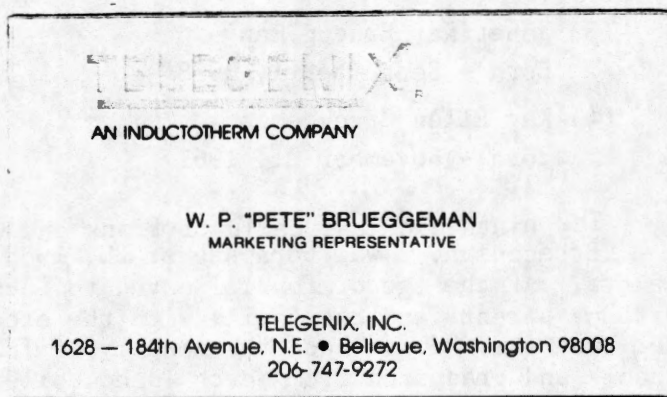 TELEGENIX®
AN INDUCTOTHERM COMPANY
W. P. "PETE" BRUEGGEMAN
MARKETING REPRESENTATIVE
TELEGENIX, INC.
1628 — 184th Avenue, N.E. ● Bellevue, Washington 98008
206-747-9272